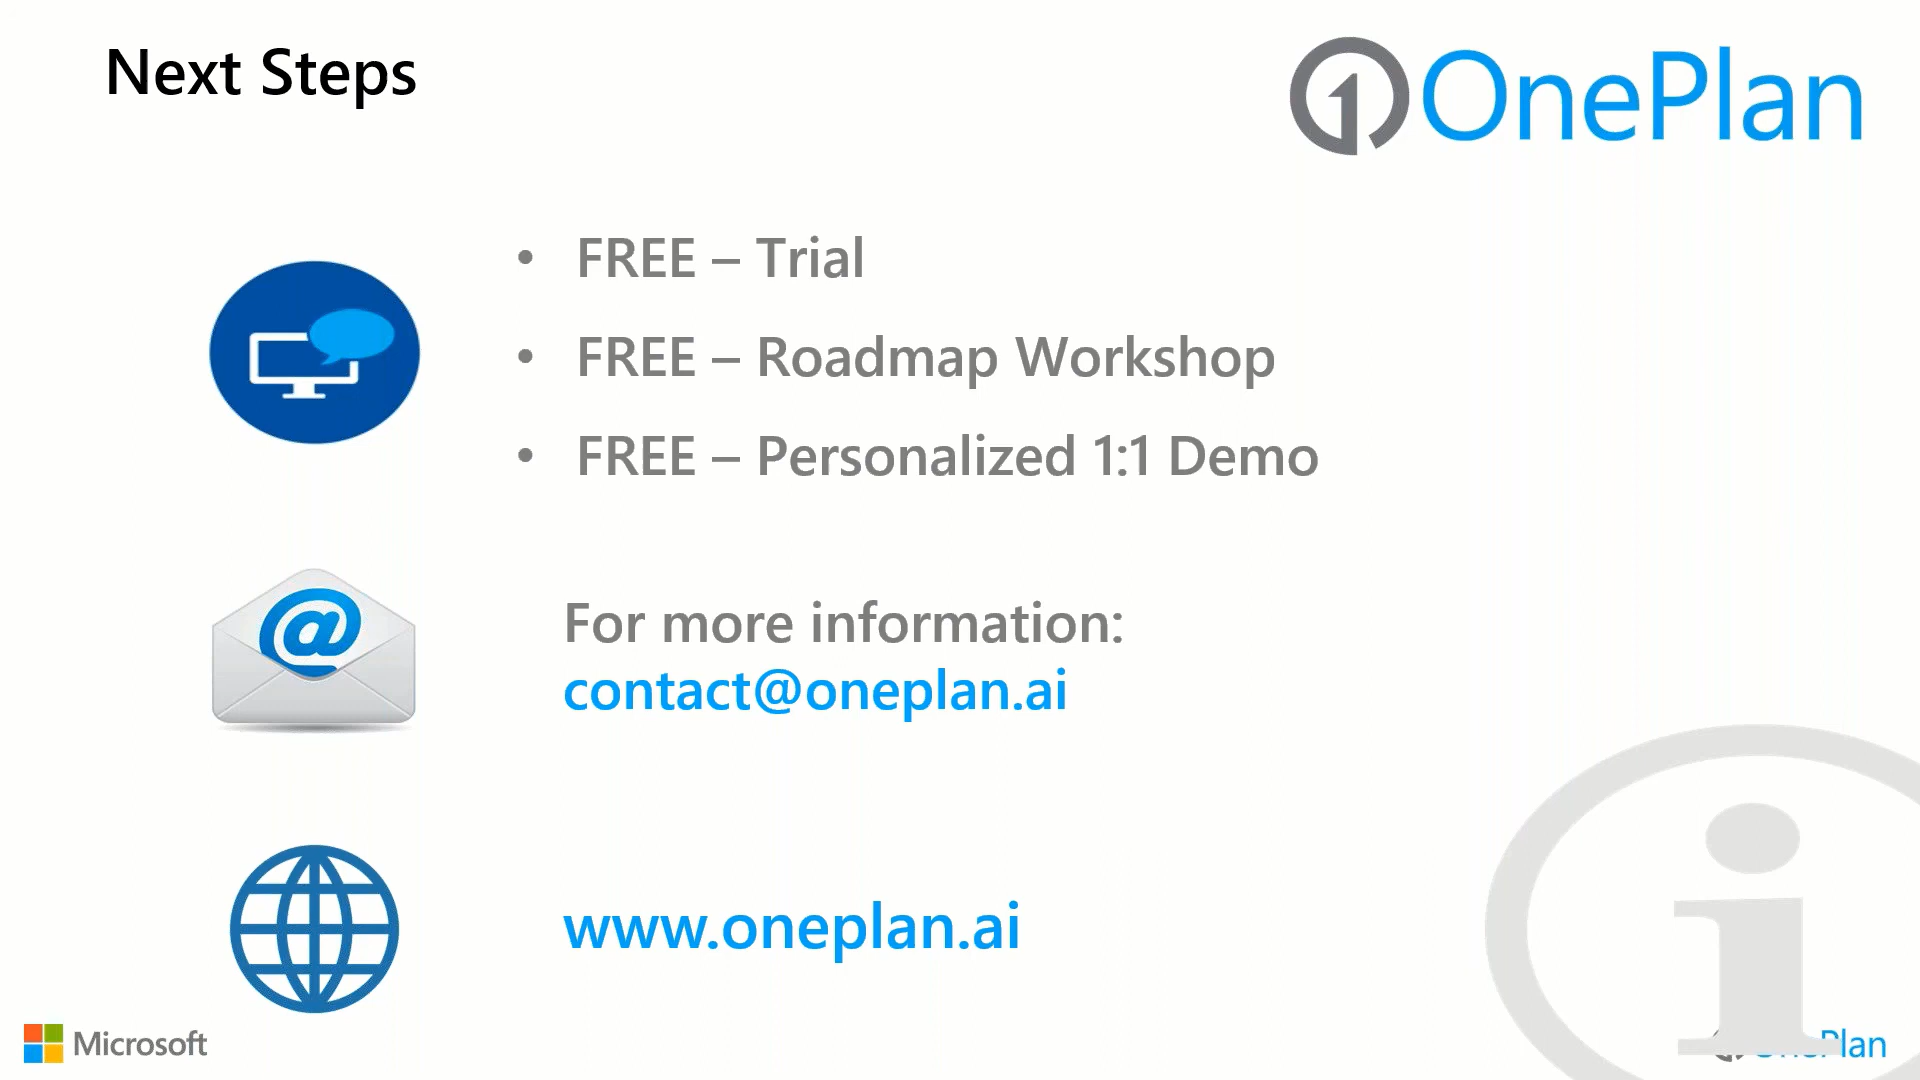 Next Steps
OnePlan
• FREE – Trial
• FREE – Roadmap Workshop
• FREE – Personalized 1:1 Demo
For more information:
contact@oneplan.ai
www.oneplan.ai
Microsoft
OnePlan